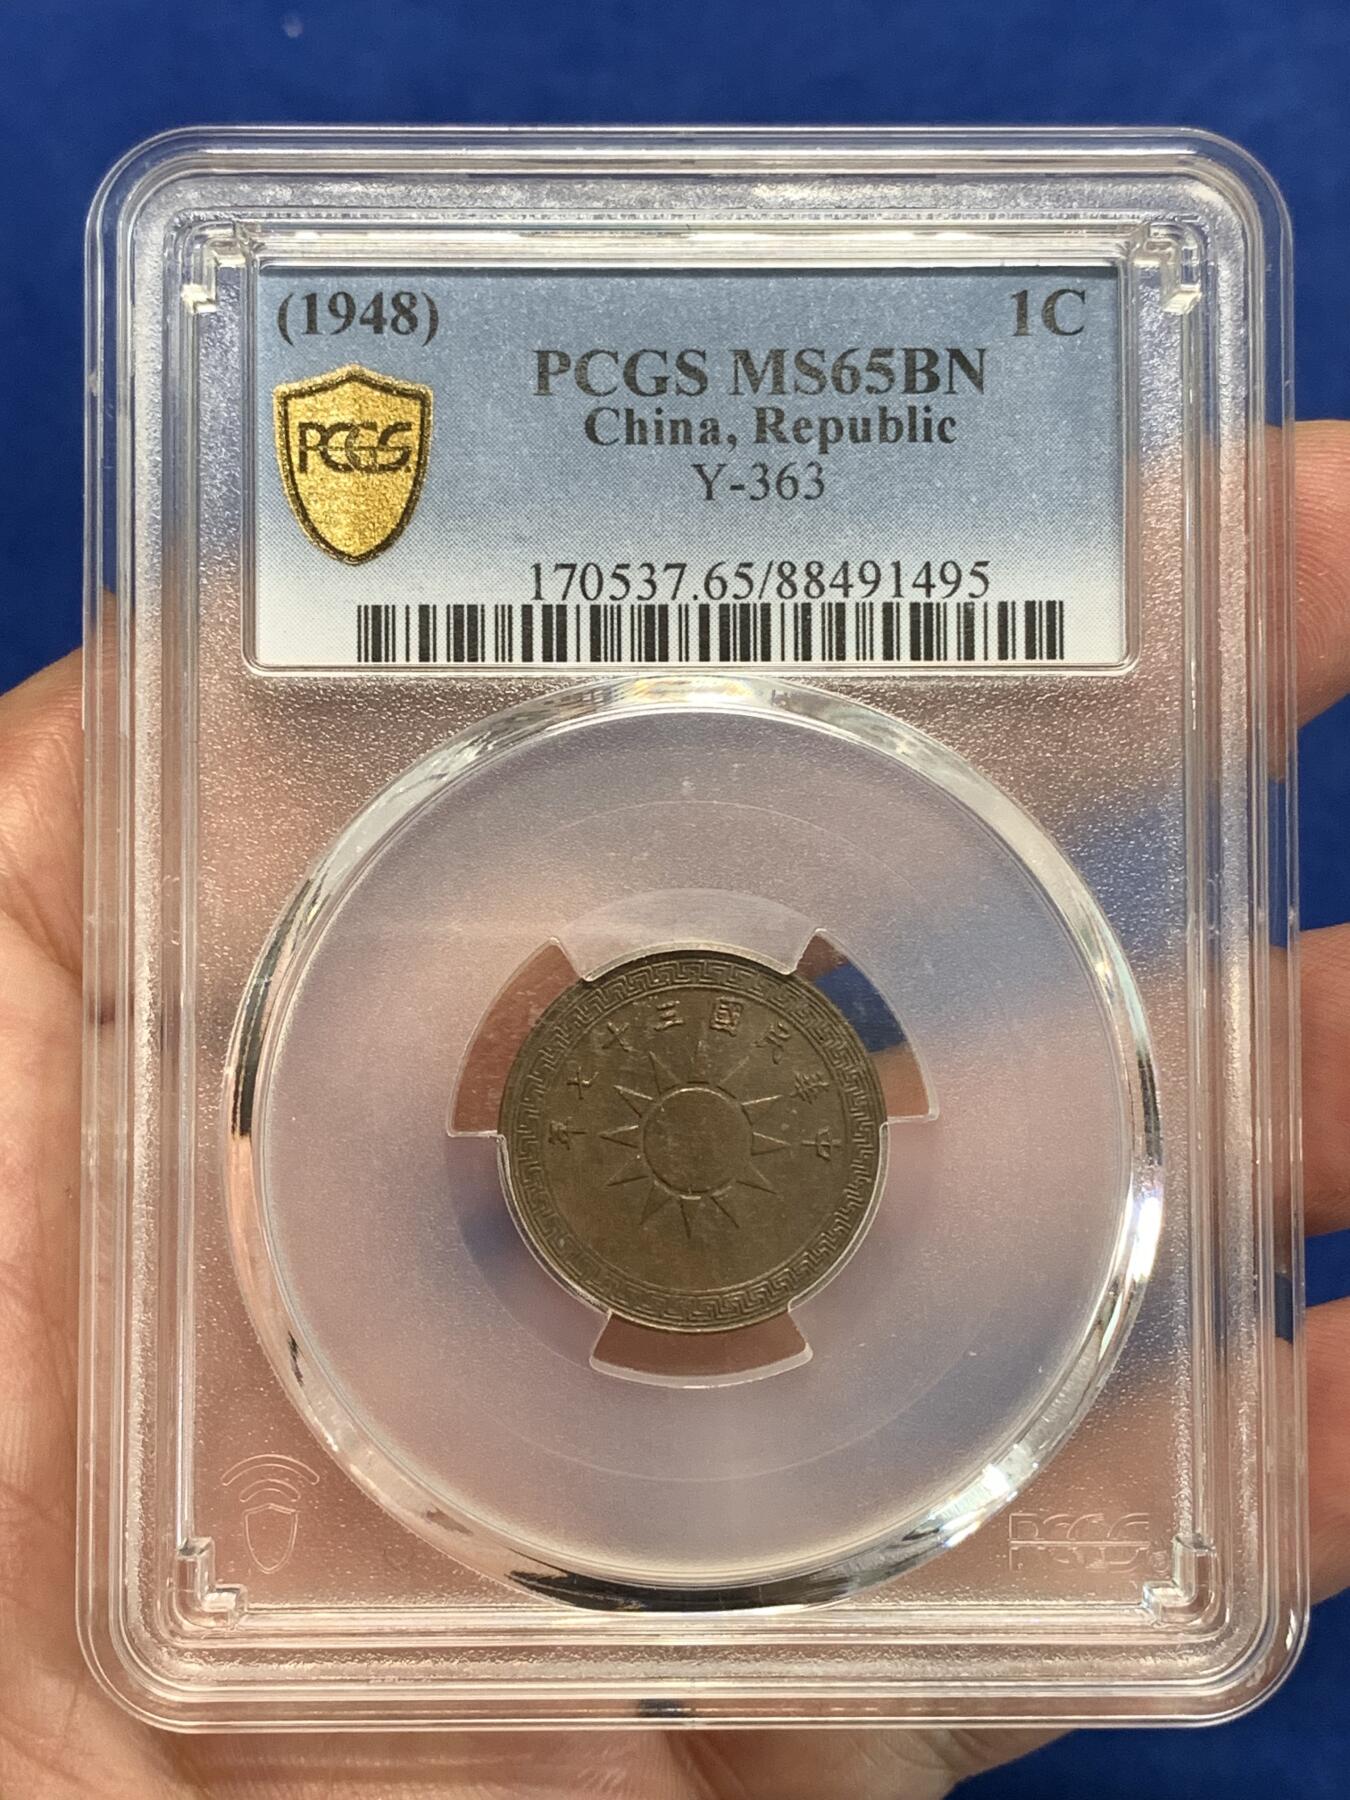 (1948) 1C
PCGS MS65BN
China, Republic
PCGS
Y-363
170537.65/88491495
年七十三國民華中
PCGS